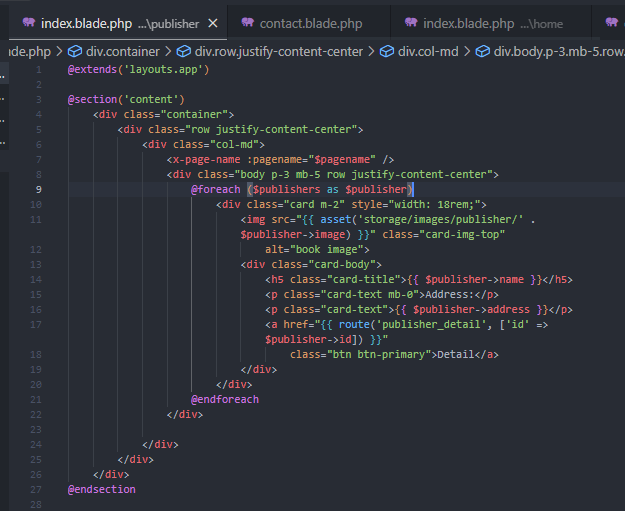 index.blade.php ...\publisher × contact.blade.php index.blade.php ...\home
nde.php > div.container > div.row.justify-content-center > div.col-md > div.body.p-3.mb-5.row
1 @extends('layouts.app')
2
3 @section('content')
4 <div class="container">
5 <div class="row justify-content-center">
6 <div class="col-md">
7 <x-page-name :pagename="$pagename" />
8 <div class="body p-3 mb-5 row justify-content-center">
9 @foreach ($publishers as $publisher)
10 <div class="card m-2" style="width: 18rem;">
11 <img src="{{ asset('storage/images/publisher/' .
$publisher->image) }}" class="card-img-top"
12 alt="book image">
13 <div class="card-body">
14 <h5 class="card-title">{{ $publisher->name }}</h5>
15 <p class="card-text mb-0">Address:</p>
16 <p class="card-text">{{ $publisher->address }}</p>
17 <a href="{{ route('publisher_detail', ['id' =>
$publisher->id]) }}"
18 class="btn btn-primary">Detail</a>
19 </div>
20 </div>
21 @endforeach
22 </div>
23
24 </div>
25 </div>
26 </div>
27 @endsection
28